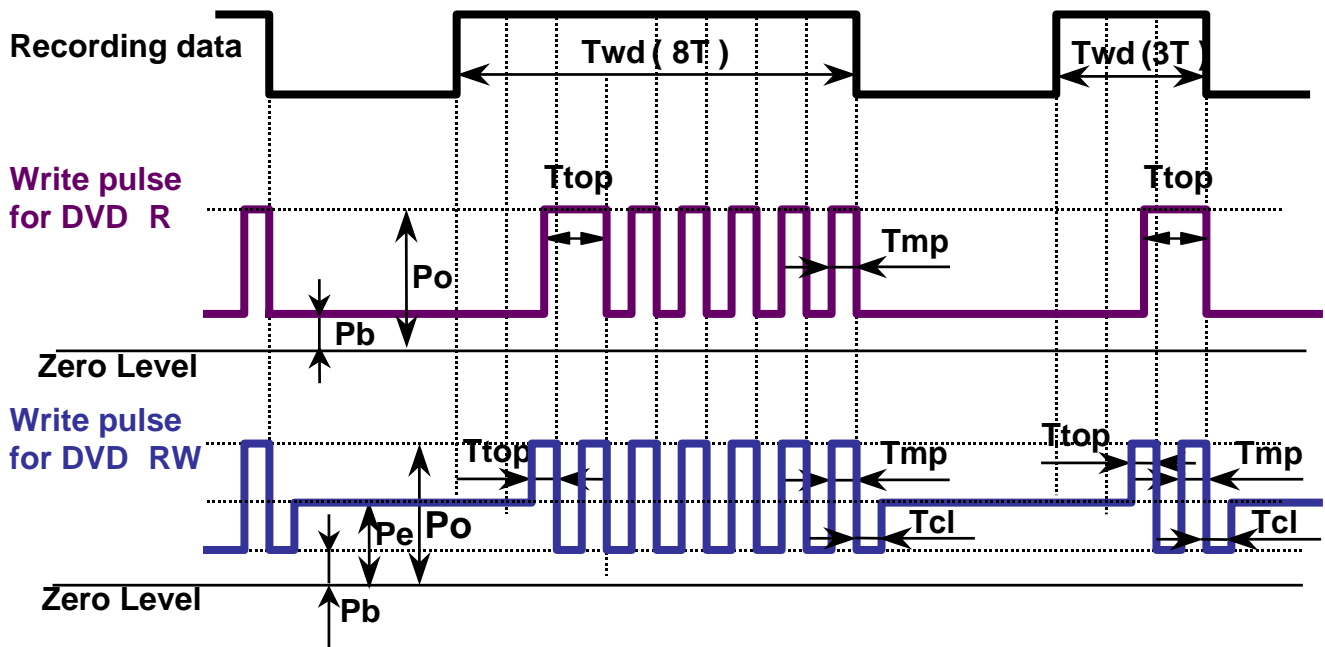 Recording data
Twd ( 8T )
Twd (3T )
Write pulse
for DVD R
Ttop
Ttop
Po
Tmp
Pb
Zero Level
Write pulse
for DVD RW
Ttop
Tmp
Ttop
Tmp
Pe
Po
Tcl
Tcl
Zero Level
Pb